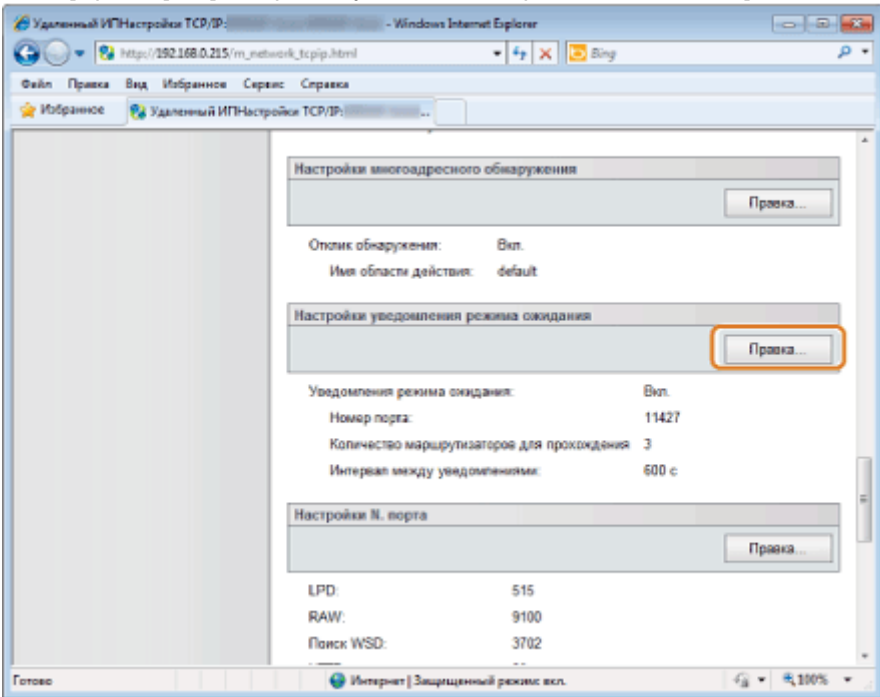 Удаленный ИПНастройки TCP/IP: - Windows Internet Explorer
http://192.168.0.215/m_network_tcpip.html
Bing
Файл Правка Вид Избранное Сервис Справка
Избранное
Удаленный ИПНастройки TCP/IP: ...
Настройки многоадресного обнаружения
Правка...
Отклик обнаружения: Вкл.
Имя области действия: default
Настройки уведомления режима ожидания
Правка...
Уведомления режима ожидания: Вкл.
Номер порта: 11427
Количество маршрутизаторов для прохождения 3
Интервал между уведомлениями: 600 с
Настройки N. порта
Правка...
LPD: 515
RAW: 9100
Поиск WSD: 3702
Готово
Интернет | Защищенный режим: вкл.
100%